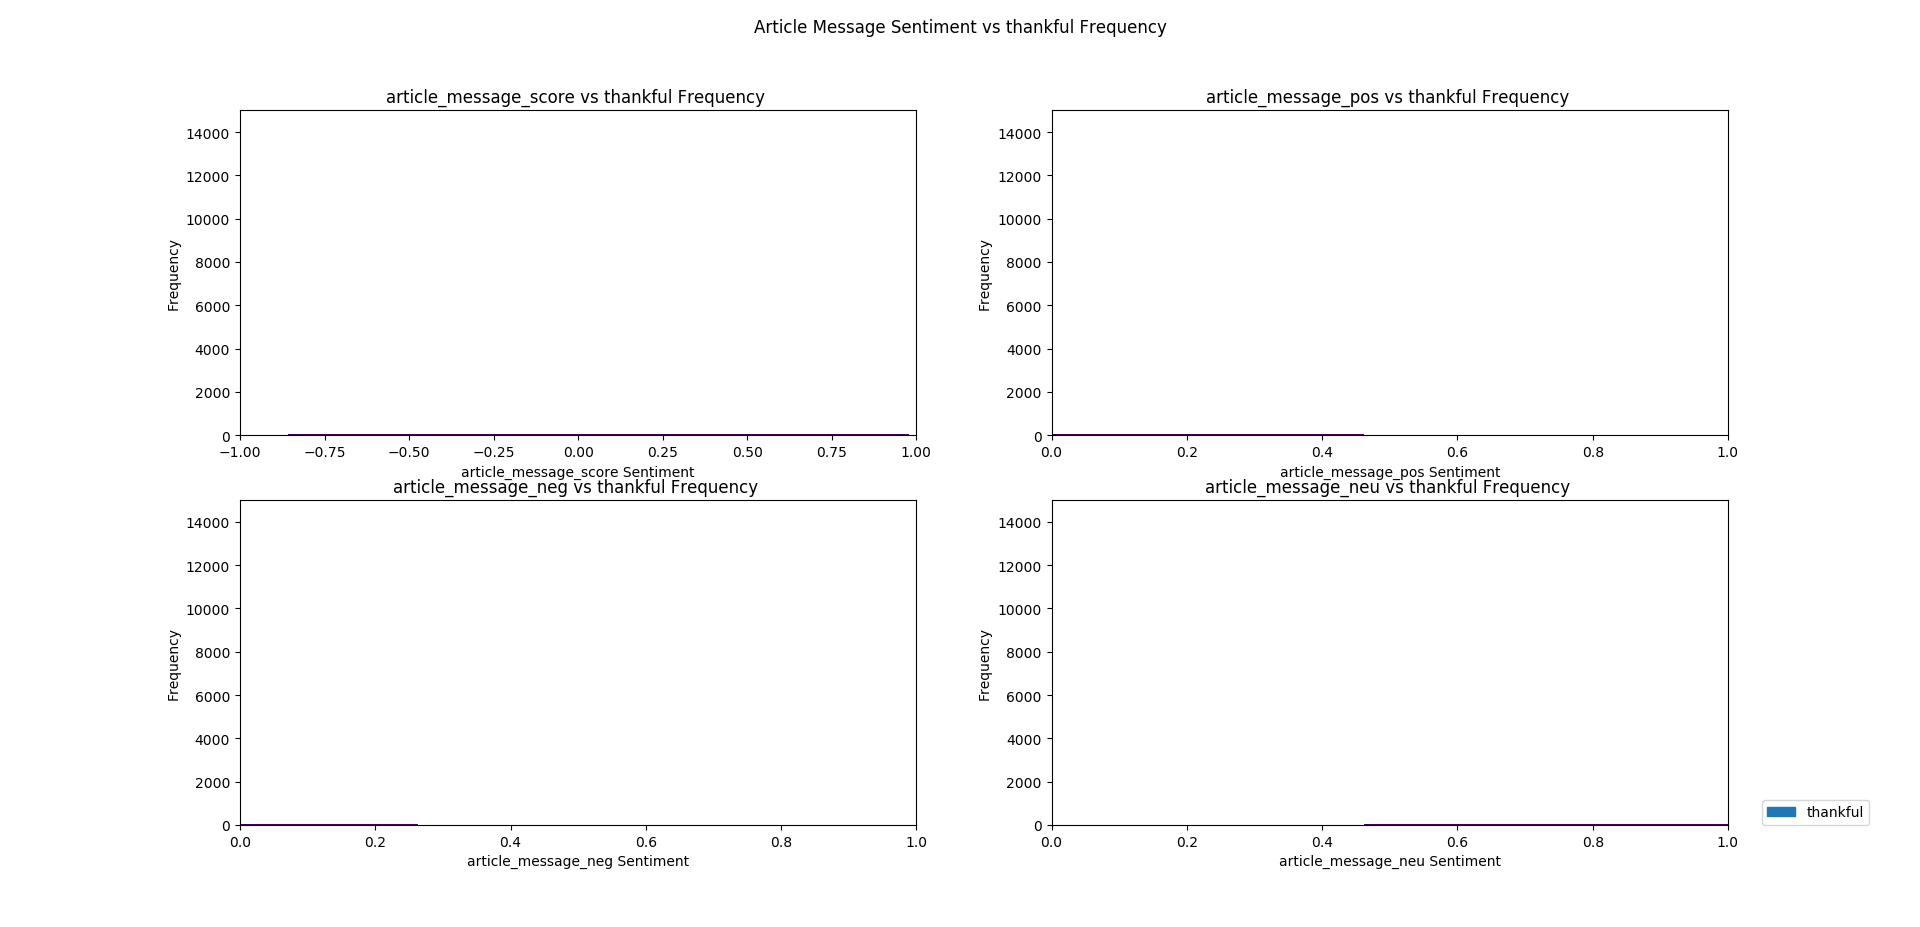 Article Message Sentiment vs thankful Frequency
article_message_score vs thankful Frequency
14000
12000
10000
8000
6000
4000
2000
0
Frequency
−1.00 −0.75 −0.50 −0.25 0.00 0.25 0.50 0.75 1.00
article_message_score Sentiment
article_message_pos vs thankful Frequency
14000
12000
10000
8000
6000
4000
2000
0
Frequency
0.0 0.2 0.4 0.6 0.8 1.0
article_message_pos Sentiment
article_message_neg vs thankful Frequency
14000
12000
10000
8000
6000
4000
2000
0
Frequency
0.0 0.2 0.4 0.6 0.8 1.0
article_message_neg Sentiment
article_message_neu vs thankful Frequency
14000
12000
10000
8000
6000
4000
2000
0
Frequency
0.0 0.2 0.4 0.6 0.8 1.0
article_message_neu Sentiment
thankful